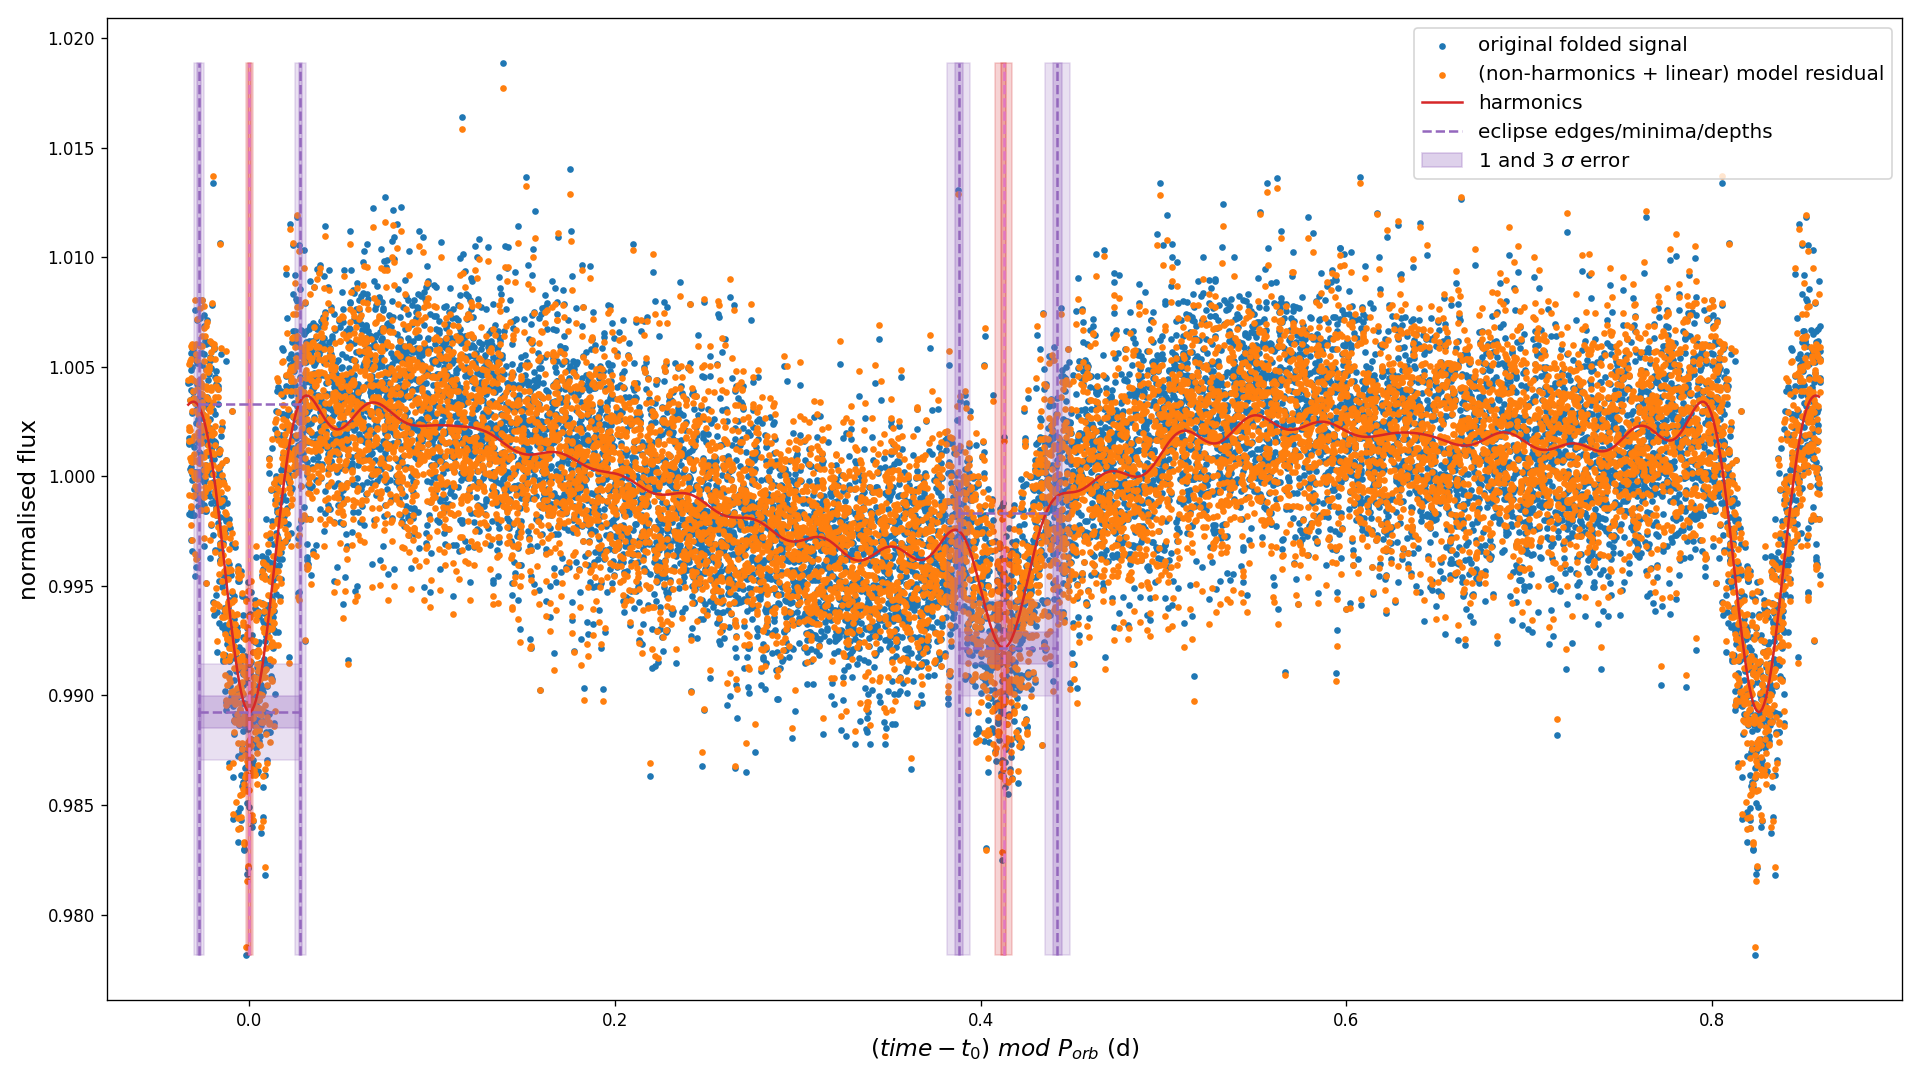 1.020
1.015
1.010
1.005
1.000
0.995
0.990
0.985
0.980
normalised flux
original folded signal
(non-harmonics + linear) model residual
harmonics
eclipse edges/minima/depths
1 and 3 σ error
0.0
0.2
0.4
0.6
0.8
(time − t₀) mod P_orb (d)